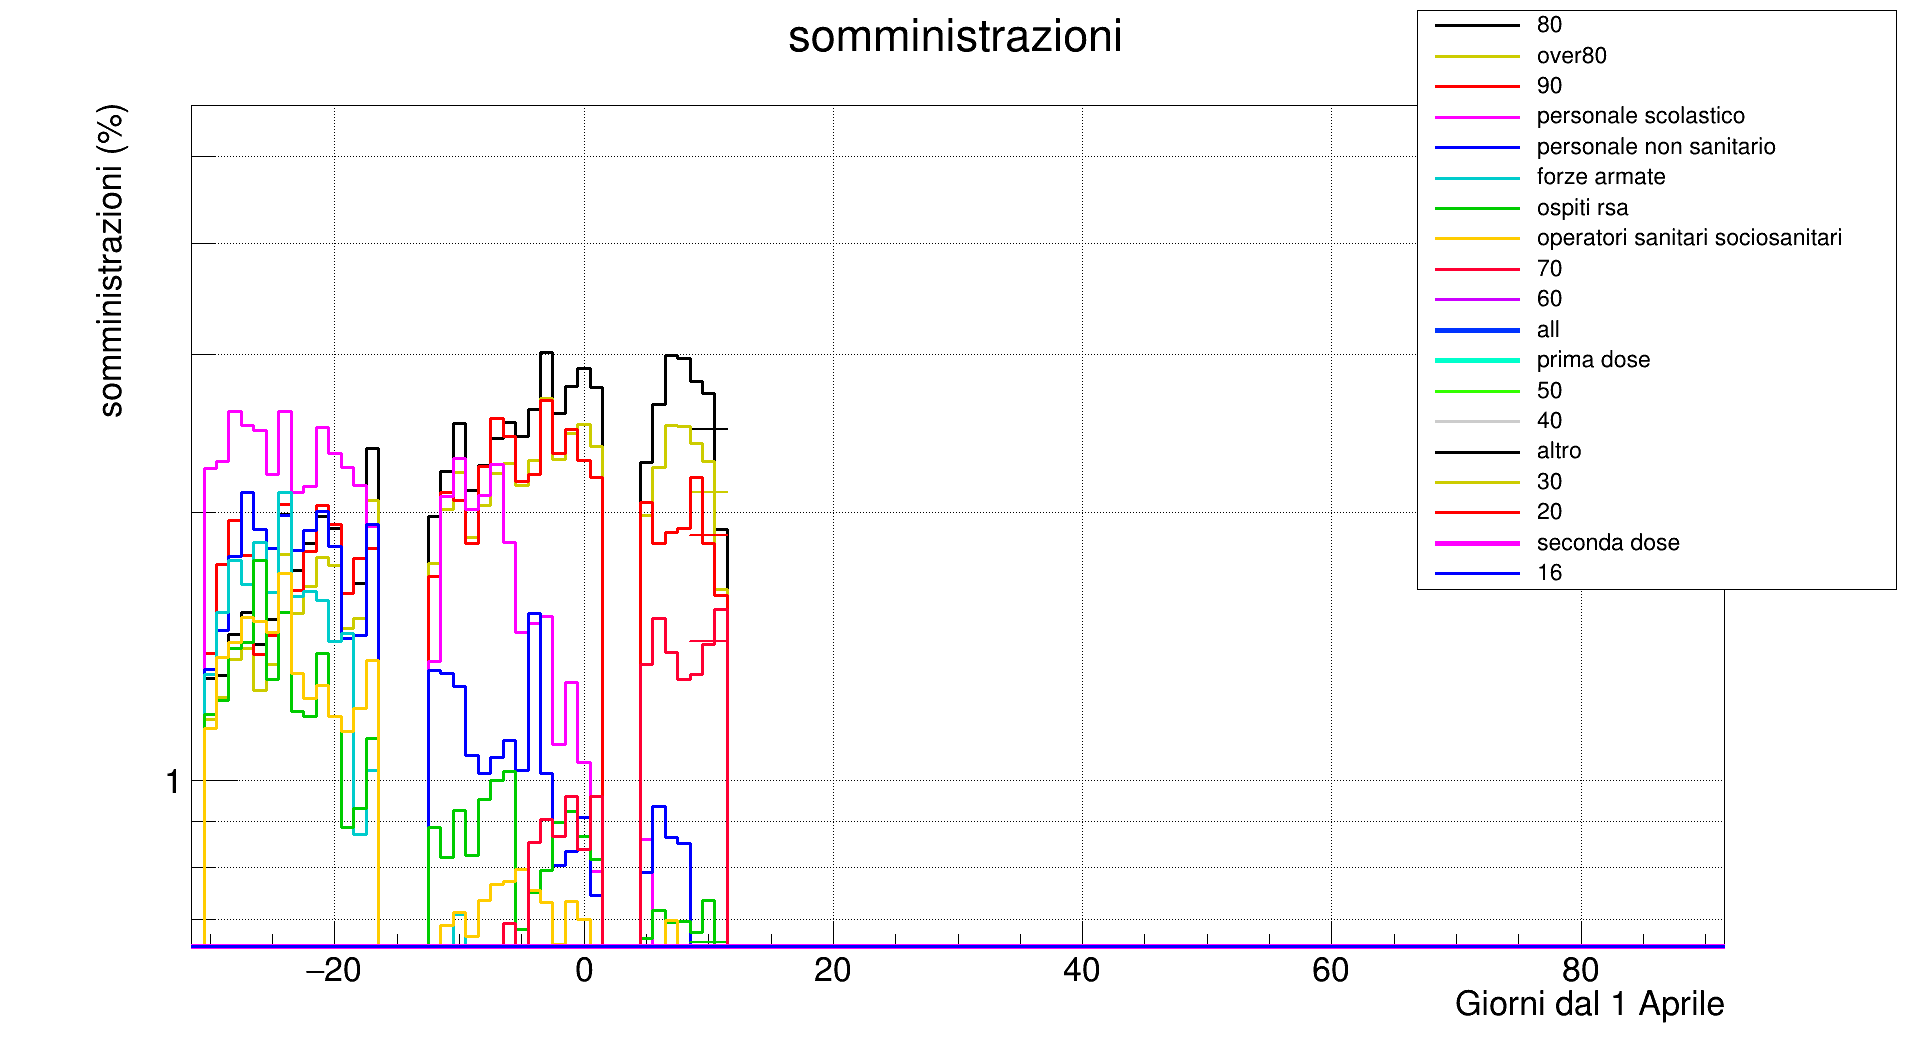 somministrazioni
somministrazioni (%)
80
over80
90
personale scolastico
personale non sanitario
forze armate
ospiti rsa
operatori sanitari sociosanitari
70
60
all
prima dose
50
40
altro
30
20
seconda dose
16
1
−20 0 20 40 60 80
Giorni dal 1 Aprile